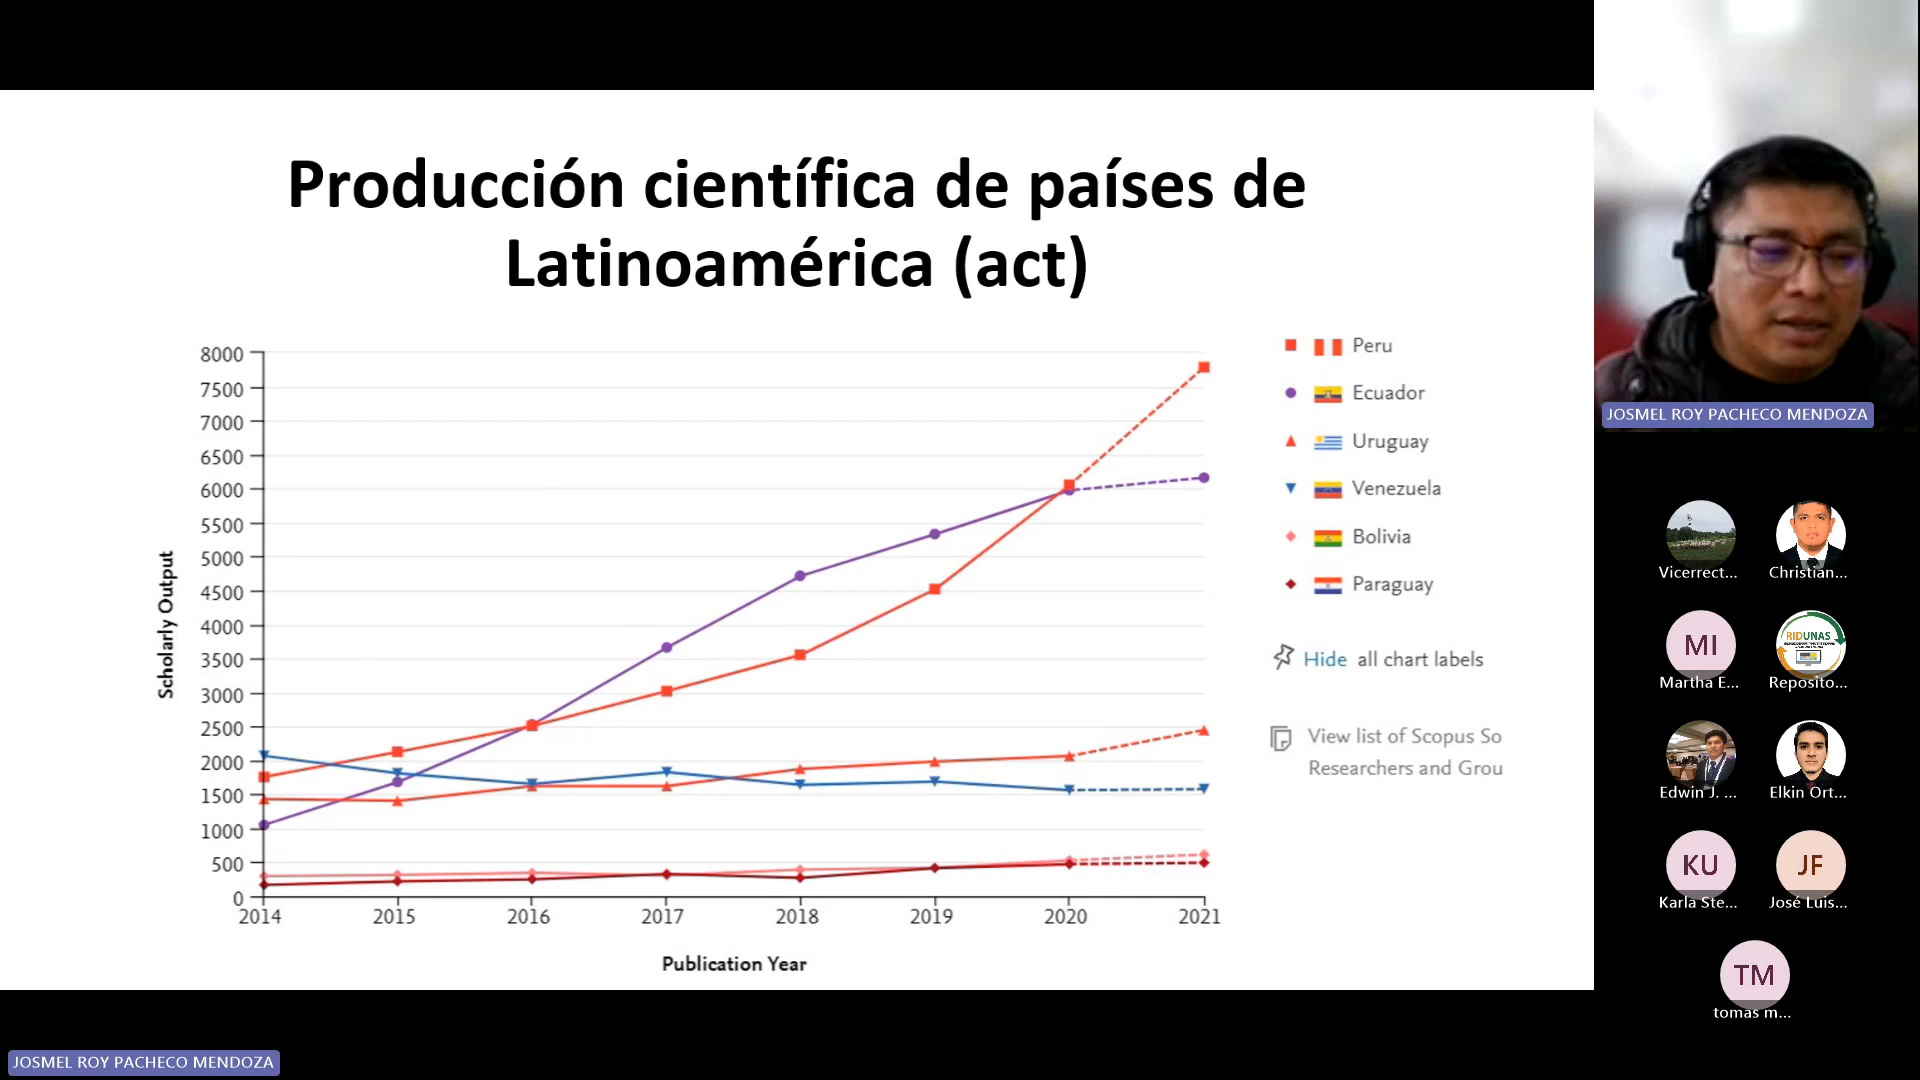 Producción científica de países de
Latinoamérica (act)
8000
7500
7000
6500
6000
5500
5000
4500
4000
3500
3000
2500
2000
1500
1000
500
0
Scholarly Output
2014 2015 2016 2017 2018 2019 2020 2021
Publication Year
Peru
Ecuador
Uruguay
Venezuela
Bolivia
Paraguay
Hide all chart labels
View list of Scopus So
Researchers and Grou
JOSMEL ROY PACHECO MENDOZA
Vicerrect... Christian...
MI
RIDUNAS
Martha E... Reposito...
Edwin J. ... Elkin Ort...
KU JF
Karla Ste... José Luis...
TM
tomas m...
JOSMEL ROY PACHECO MENDOZA